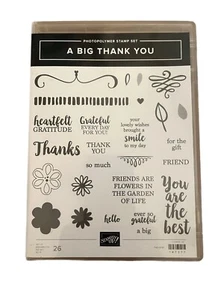 PHOTOPOLYMER STAMP SET
A BIG THANK YOU
heartfelt
GRATITUDE
Grateful
EVERY DAY
FOR YOU!
your
lovely wishes
brought a
smile
to my day
for the
gift
Thanks
THANK
YOU
so much
FRIEND
FRIENDS ARE
FLOWERS IN
THE GARDEN
OF LIFE
You
are
the
best
hello
ever so
grateful
a big
STAMPIN' UP!
26